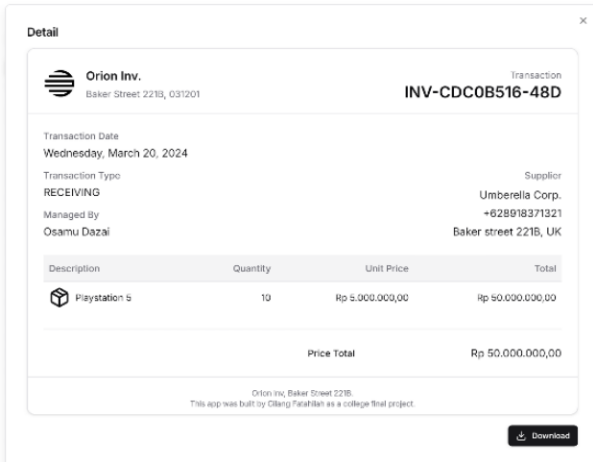 Detail
Orion Inv.
Baker Street 221B, 031201
Transaction
INV-CDC0B516-48D
Transaction Date
Wednesday, March 20, 2024
Transaction Type
RECEIVING
Managed By
Osamu Dazai
Supplier
Umberella Corp.
+628918371321
Baker street 221B, UK
Description Quantity Unit Price Total
Playstation 5 10 Rp 5.000.000,00 Rp 50.000.000,00
Price Total Rp 50.000.000,00
Orion Inv, Baker Street 221B.
This app was built by Gilang Fatahilah as a college final project.
Download